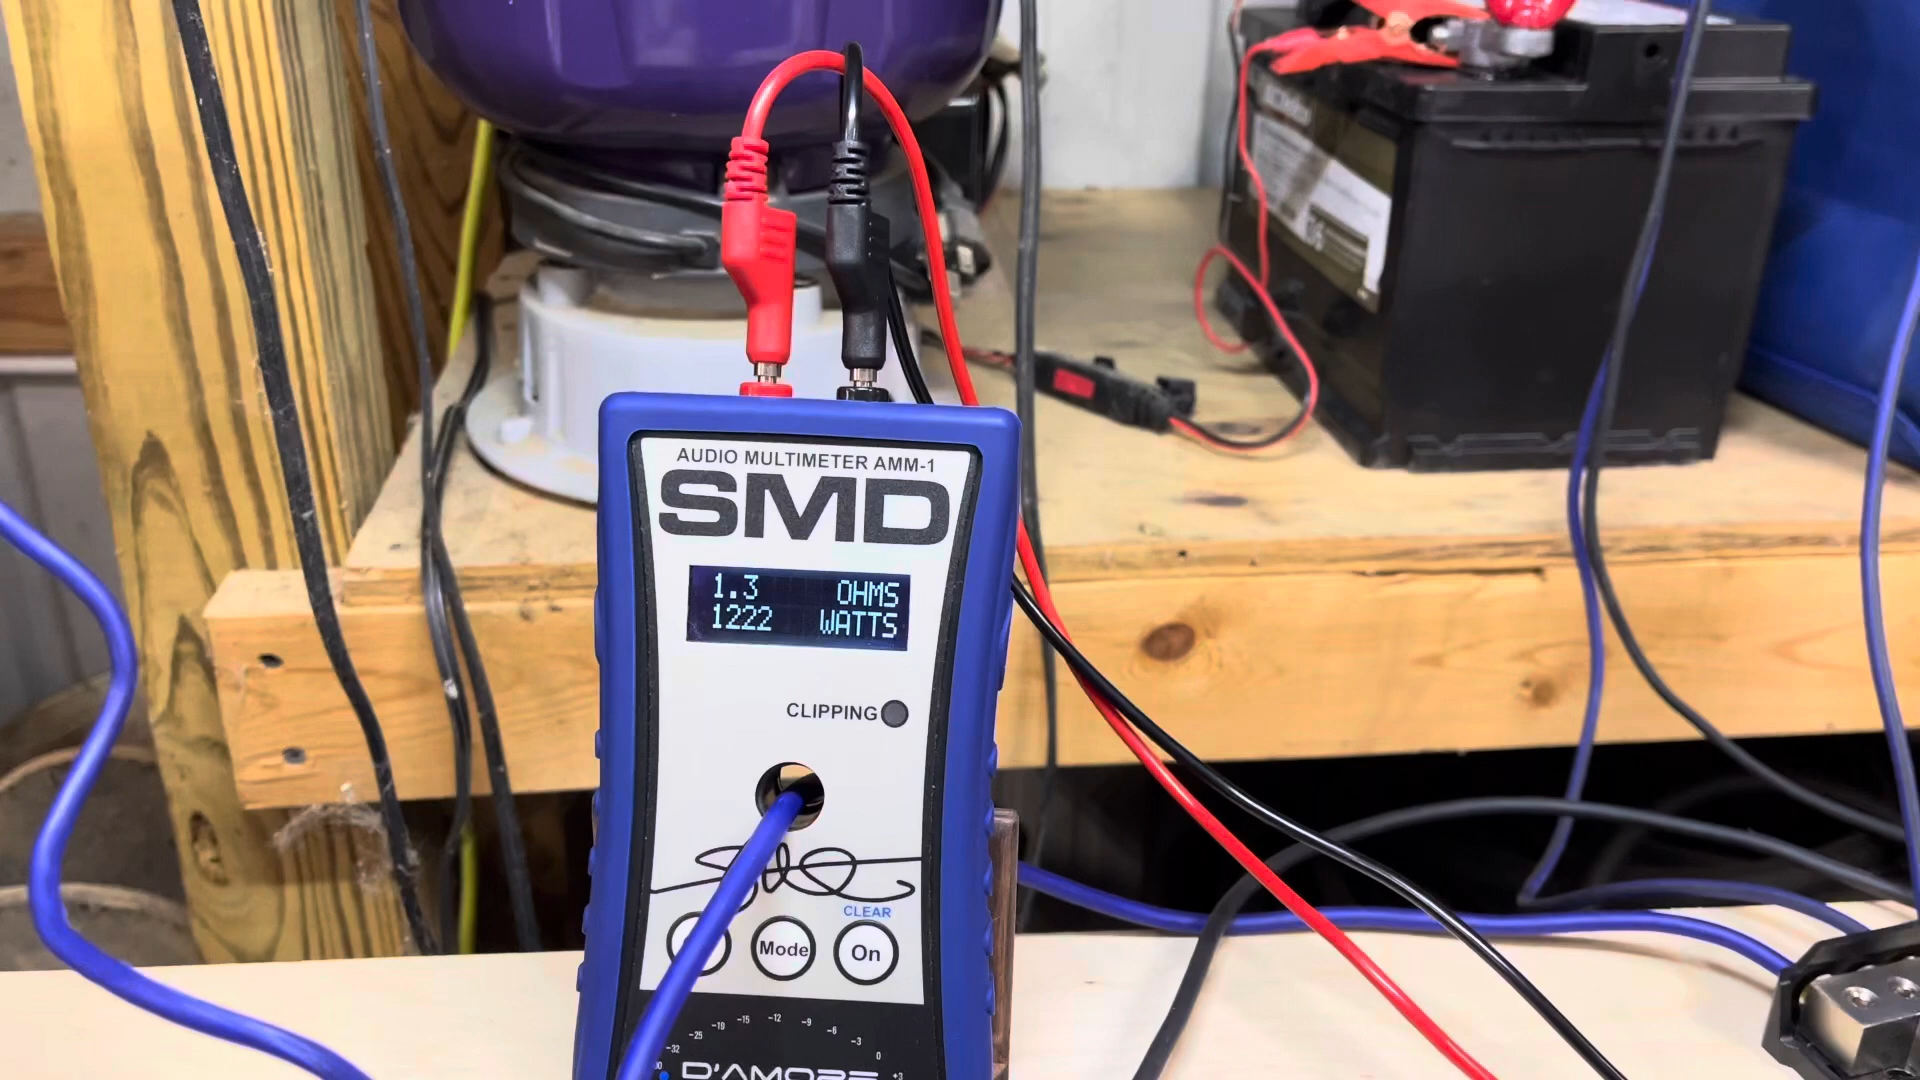 AUDIO MULTIMETER AMM-1
SMD
1.3 OHMS
1222 WATTS
CLIPPING
CLEAR
Mode On
-32 -25 -19 -15 -12 -9 -6 -3 0 +3
D'AMORE